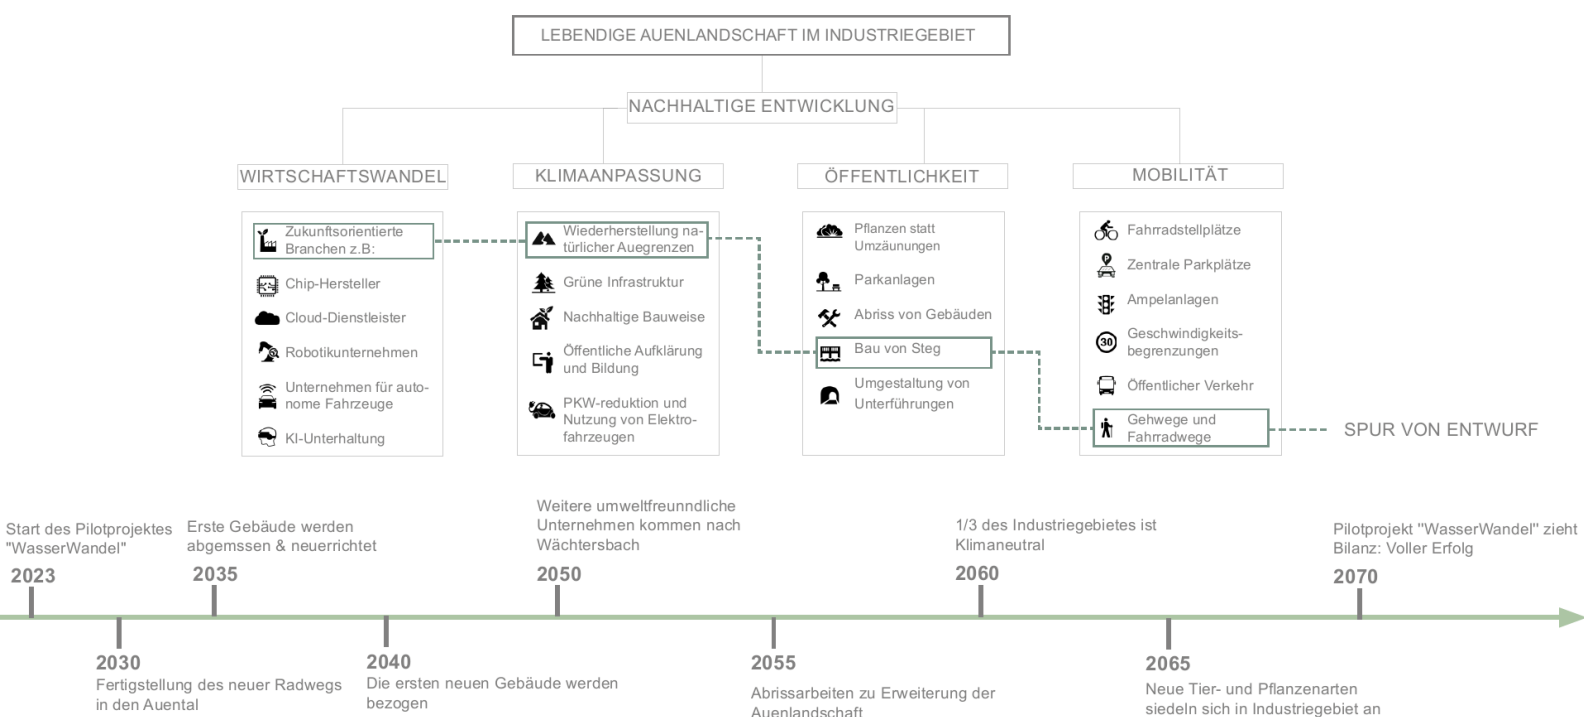 LEBENDIGE AUENLANDSCHAFT IM INDUSTRIEGEBIET
NACHHALTIGE ENTWICKLUNG
WIRTSCHAFTSWANDEL
Zukunftsorientierte
Branchen z.B:
Chip-Hersteller
Cloud-Dienstleister
Robotikunternehmen
Unternehmen für auto-
nome Fahrzeuge
KI-Unterhaltung
KLIMAANPASSUNG
Wiederherstellung na-
türlicher Auegrenzen
Grüne Infrastruktur
Nachhaltige Bauweise
Öffentliche Aufklärung
und Bildung
PKW-reduktion und
Nutzung von Elektro-
fahrzeugen
ÖFFENTLICHKEIT
Pflanzen statt
Umzäunungen
Parkanlagen
Abriss von Gebäuden
Bau von Steg
Umgestaltung von
Unterführungen
MOBILITÄT
Fahrradstellplätze
P
Zentrale Parkplätze
Ampelanlagen
30
Geschwindigkeits-
begrenzungen
Öffentlicher Verkehr
Gehwege und
Fahrradwege
SPUR VON ENTWURF
Start des Pilotprojektes
"WasserWandel"
2023
2030
Fertigstellung des neuer Radwegs
in den Auental
Erste Gebäude werden
abgemssen & neuerrichtet
2035
2040
Die ersten neuen Gebäude werden
bezogen
Weitere umweltfreunndliche
Unternehmen kommen nach
Wächtersbach
2050
2055
Abrissarbeiten zu Erweiterung der
Auenlandschaft
1/3 des Industriegebietes ist
Klimaneutral
2060
2065
Neue Tier- und Pflanzenarten
siedeln sich in Industriegebiet an
Pilotprojekt "WasserWandel" zieht
Bilanz: Voller Erfolg
2070